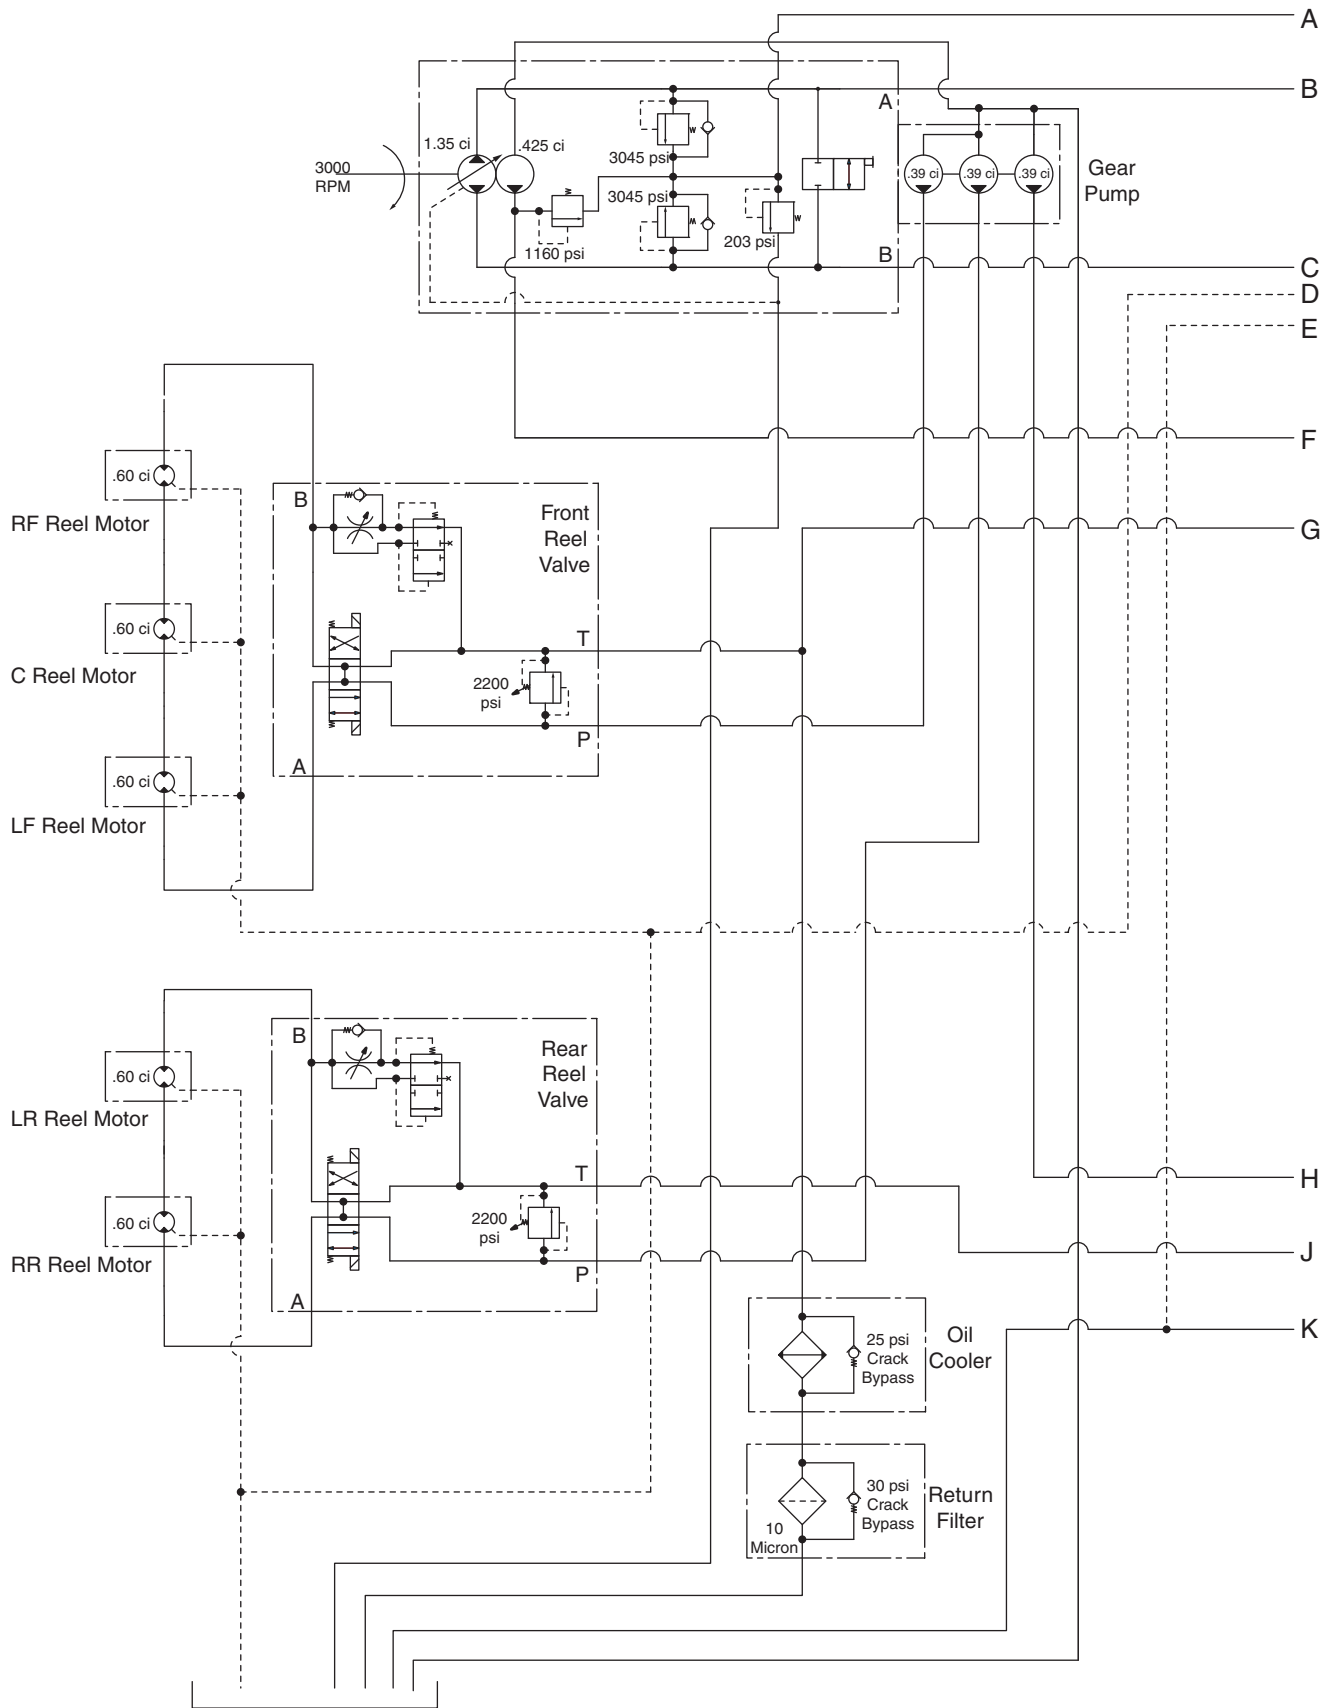 A
B
A
1.35 ci
.425 ci
3045 psi
3000
RPM
.39 ci
.39 ci
.39 ci
Gear
Pump
3045 psi
203 psi
1160 psi
B
C
D
E
F
.60 ci
RF Reel Motor
B
Front
Reel
Valve
G
.60 ci
C Reel Motor
T
2200
psi
P
A
.60 ci
LF Reel Motor
B
Rear
Reel
Valve
.60 ci
LR Reel Motor
T
H
.60 ci
2200
psi
J
RR Reel Motor
P
A
K
25 psi
Crack
Bypass
Oil
Cooler
30 psi
Crack
Bypass
Return
Filter
10
Micron